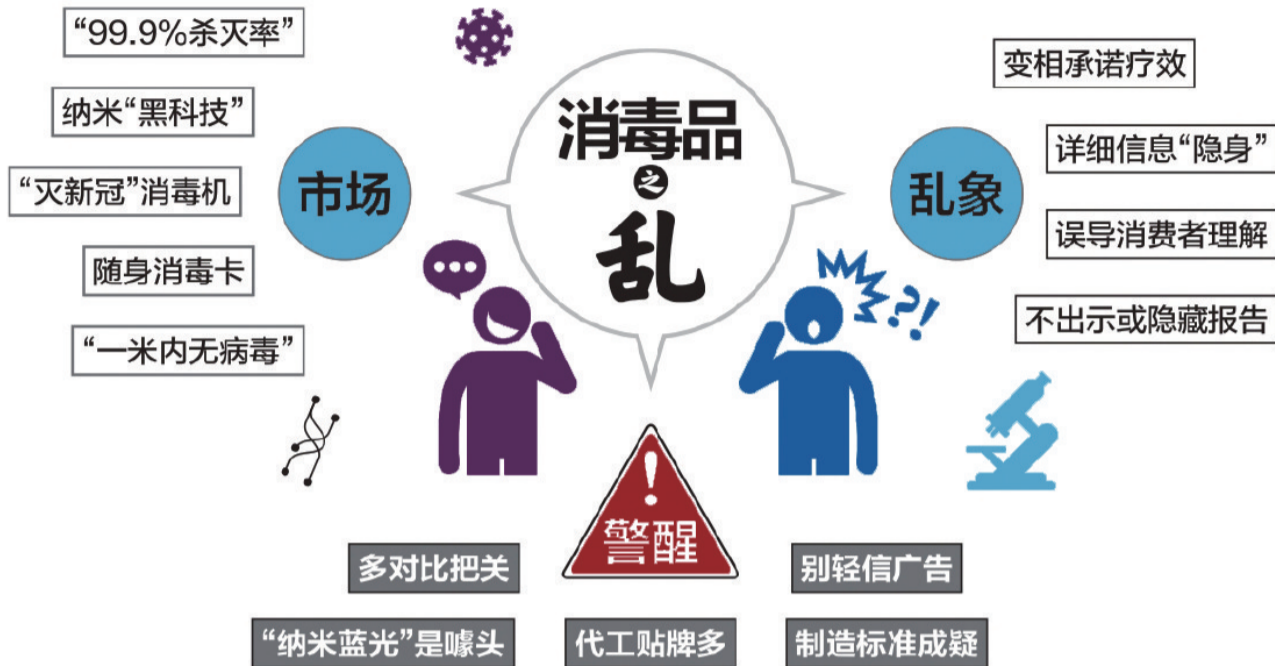 消毒品
之
乱
市场
“99.9%杀灭率”
纳米“黑科技”
“灭新冠”消毒机
随身消毒卡
“一米内无病毒”
乱象
变相承诺疗效
详细信息“隐身”
误导消费者理解
不出示或隐藏报告
?!
!
警醒
多对比把关
别轻信广告
“纳米蓝光”是噱头
代工贴牌多
制造标准成疑